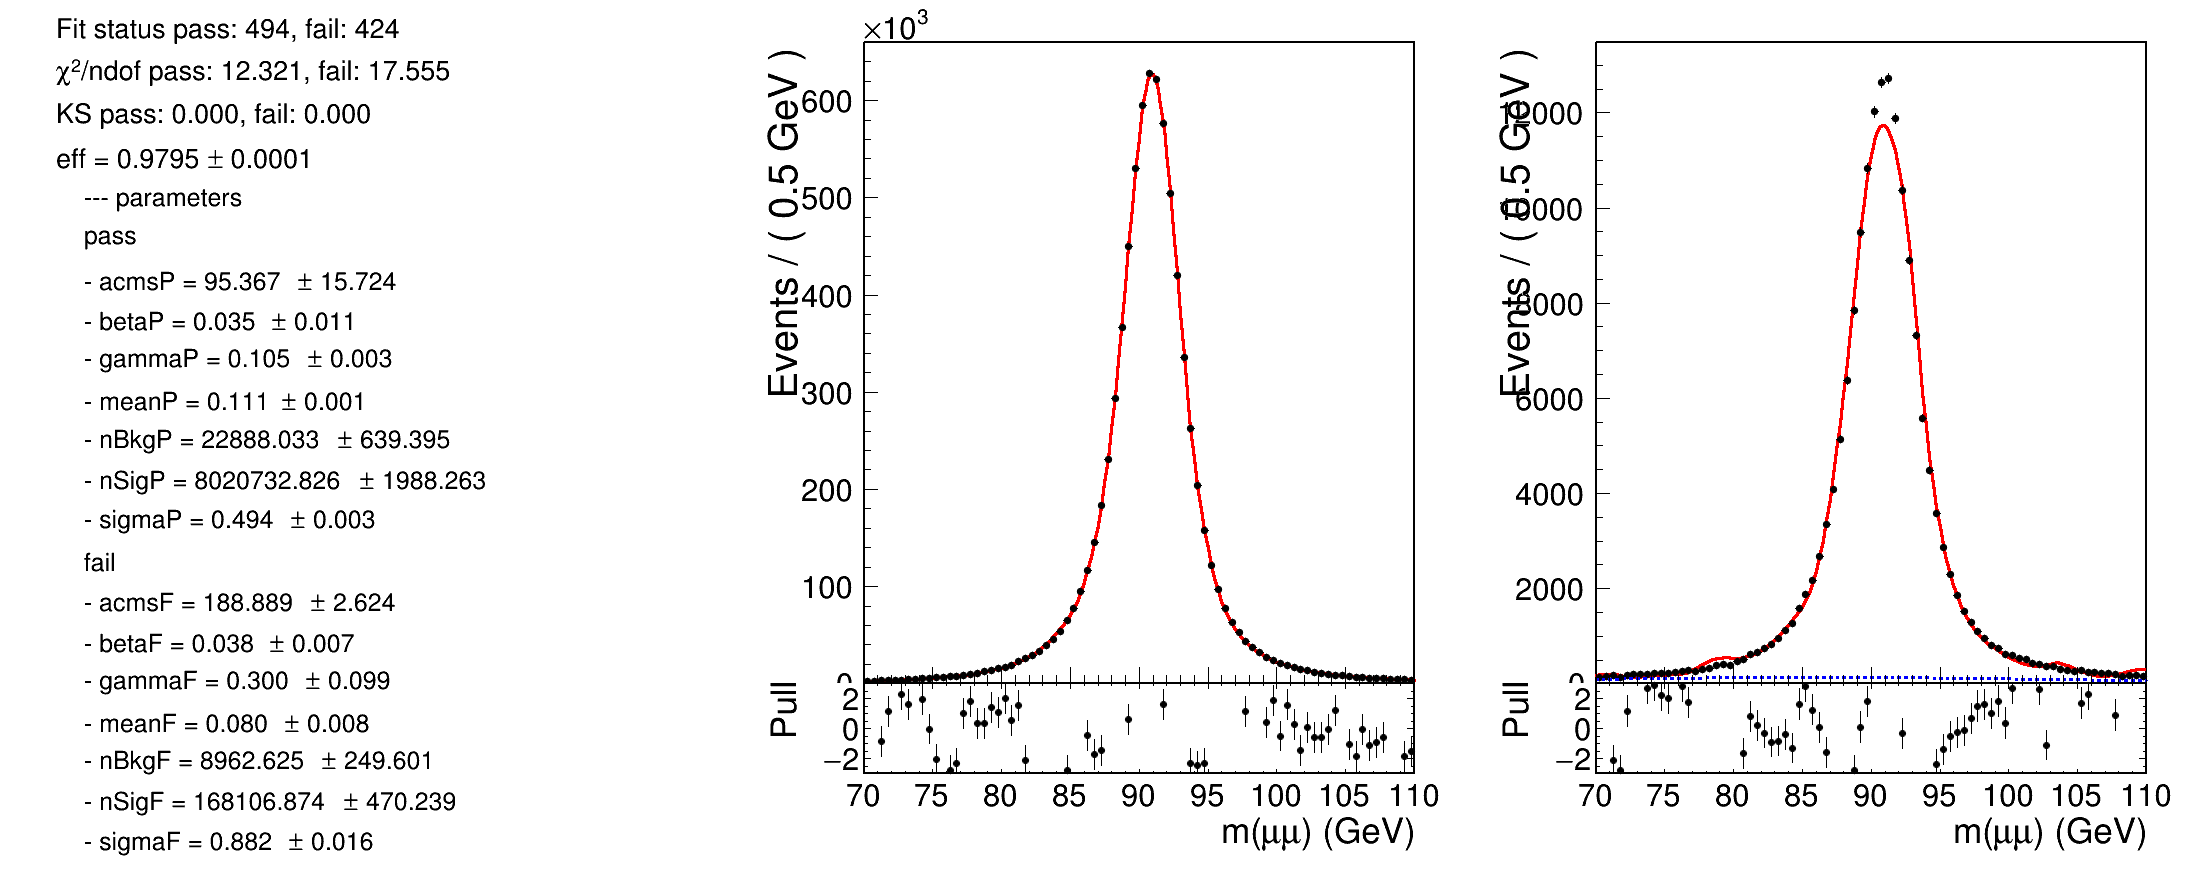 Fit status pass: 494, fail: 424
χ²/ndof pass: 12.321, fail: 17.555
KS pass: 0.000, fail: 0.000
eff = 0.9795 ± 0.0001
--- parameters
pass
- acmsP = 95.367 ± 15.724
- betaP = 0.035 ± 0.011
- gammaP = 0.105 ± 0.003
- meanP = 0.111 ± 0.001
- nBkgP = 22888.033 ± 639.395
- nSigP = 8020732.826 ± 1988.263
- sigmaP = 0.494 ± 0.003
fail
- acmsF = 188.889 ± 2.624
- betaF = 0.038 ± 0.007
- gammaF = 0.300 ± 0.099
- meanF = 0.080 ± 0.008
- nBkgF = 8962.625 ± 249.601
- nSigF = 168106.874 ± 470.239
- sigmaF = 0.882 ± 0.016
×10³
Events / ( 0.5 GeV )
600
500
400
300
200
100
0
Pull
2
0
−2
70 75 80 85 90 95 100 105 110
m(μμ) (GeV)
Events / ( 0.5 GeV )
12000
10000
8000
6000
4000
2000
0
Pull
2
0
−2
70 75 80 85 90 95 100 105 110
m(μμ) (GeV)